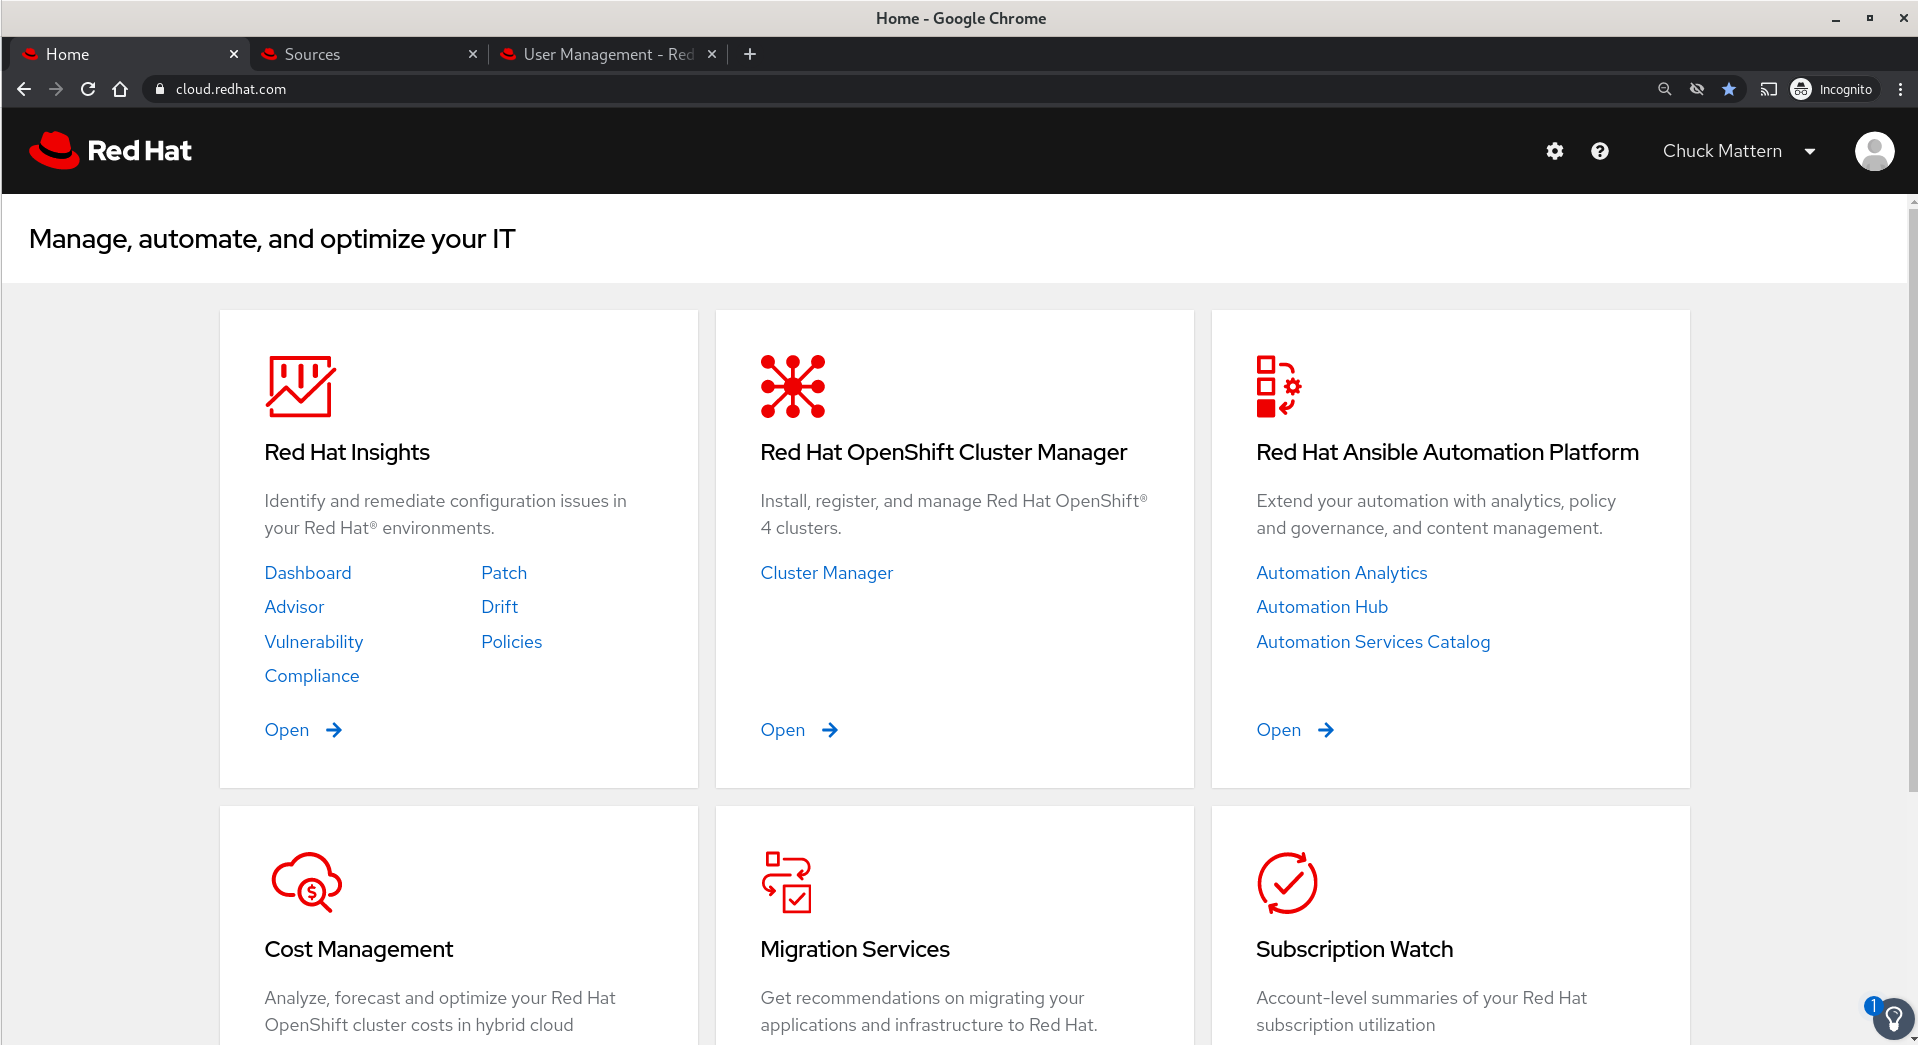 Home - Google Chrome
Home
Sources
User Management - Red
cloud.redhat.com
Incognito
Red Hat
Chuck Mattern
Manage, automate, and optimize your IT
Red Hat Insights
Identify and remediate configuration issues in
your Red Hat® environments.
Dashboard
Patch
Advisor
Drift
Vulnerability
Policies
Compliance
Open
Red Hat OpenShift Cluster Manager
Install, register, and manage Red Hat OpenShift®
4 clusters.
Cluster Manager
Open
Red Hat Ansible Automation Platform
Extend your automation with analytics, policy
and governance, and content management.
Automation Analytics
Automation Hub
Automation Services Catalog
Open
Cost Management
Analyze, forecast and optimize your Red Hat
OpenShift cluster costs in hybrid cloud
Migration Services
Get recommendations on migrating your
applications and infrastructure to Red Hat.
Subscription Watch
Account-level summaries of your Red Hat
subscription utilization
1